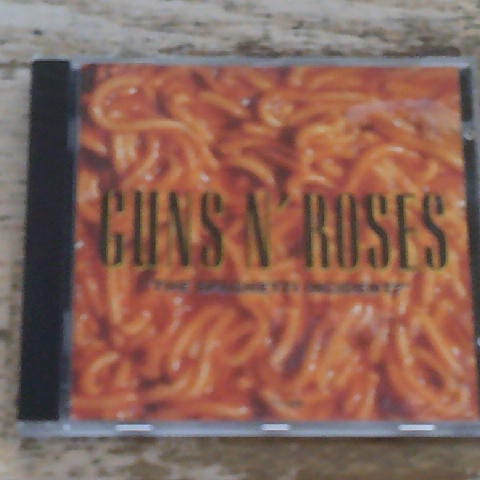 GUNS N' ROSES
"THE SPAGHETTI INCIDENT?"